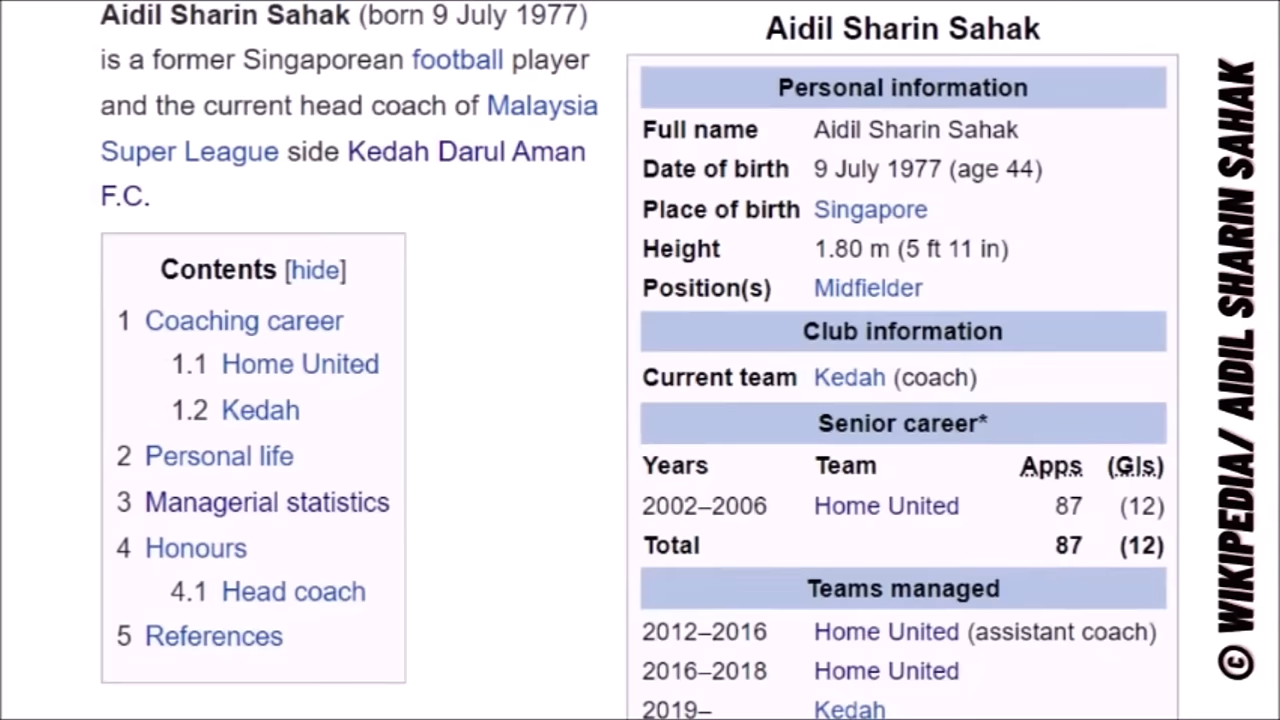 Aidil Sharin Sahak (born 9 July 1977)
is a former Singaporean football player
and the current head coach of Malaysia
Super League side Kedah Darul Aman
F.C.
Contents [hide]
1 Coaching career
1.1 Home United
1.2 Kedah
2 Personal life
3 Managerial statistics
4 Honours
4.1 Head coach
5 References
Aidil Sharin Sahak
Personal information
Full name Aidil Sharin Sahak
Date of birth 9 July 1977 (age 44)
Place of birth Singapore
Height 1.80 m (5 ft 11 in)
Position(s) Midfielder
Club information
Current team Kedah (coach)
Senior career*
Years Team Apps (Gls)
2002–2006 Home United 87 (12)
Total 87 (12)
Teams managed
2012–2016 Home United (assistant coach)
2016–2018 Home United
2019– Kedah
© WIKIPEDIA/ AIDIL SHARIN SAHAK